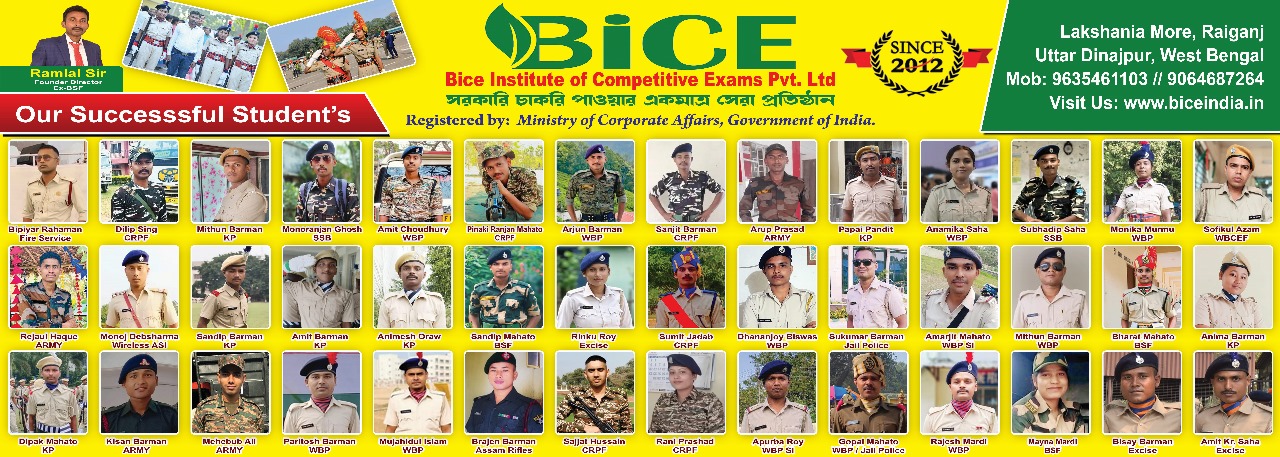 Ramlal Sir
Founder Director
Ex-BSF
BiCE
Bice Institute of Competitive Exams Pvt. Ltd
সরকারি চাকরি পাওয়ার একমাত্র সেরা প্রতিষ্ঠান
Registered by: Ministry of Corporate Affairs, Government of India.
SINCE
2012
Lakshania More, Raiganj
Uttar Dinajpur, West Bengal
Mob: 9635461103 // 9064687264
Visit Us: www.biceindia.in
Our Successsful Student's
Bipiyar Rahaman
Fire Service
Dilip Sing
CRPF
Mithun Barman
KP
Monoranjan Ghosh
SSB
Amit Choudhury
WBP
Pinaki Ranjan Mahato
CRPF
Arjun Barman
WBP
Sanjit Barman
CRPF
Arup Prasad
ARMY
Papai Pandit
KP
Anamika Saha
WBP
Subhadip Saha
SSB
Monika Murmu
WBP
Sofikul Azam
WBCEF
Rejaul Haque
ARMY
Monoj Debsharma
Wireless ASI
Sandip Barman
KP
Amit Barman
KP
Animesh Oraw
KP
Sandip Mahato
BSF
Rinku Roy
Excise
Sumit Jadab
CRPF
Dhananjoy Biswas
WBP
Sukumar Barman
Jail Police
Amarjit Mahato
WBP SI
Mithun Barman
WBP
Bharat Mahato
BSF
Anima Barman
KP
Dipak Mahato
KP
Kisan Barman
ARMY
Mehebub Ali
ARMY
Paritosh Barman
WBP
Mujahidul Islam
WBP
Brajen Barman
Assam Rifles
Sajjal Hussain
CRPF
Rani Prashad
CRPF
Apurba Roy
WBP SI
Gopal Mahato
WBP / Jail Police
Rajesh Mardi
WBP
Mayna Mardi
BSF
Bisay Barman
Excise
Amit Kr. Saha
Excise